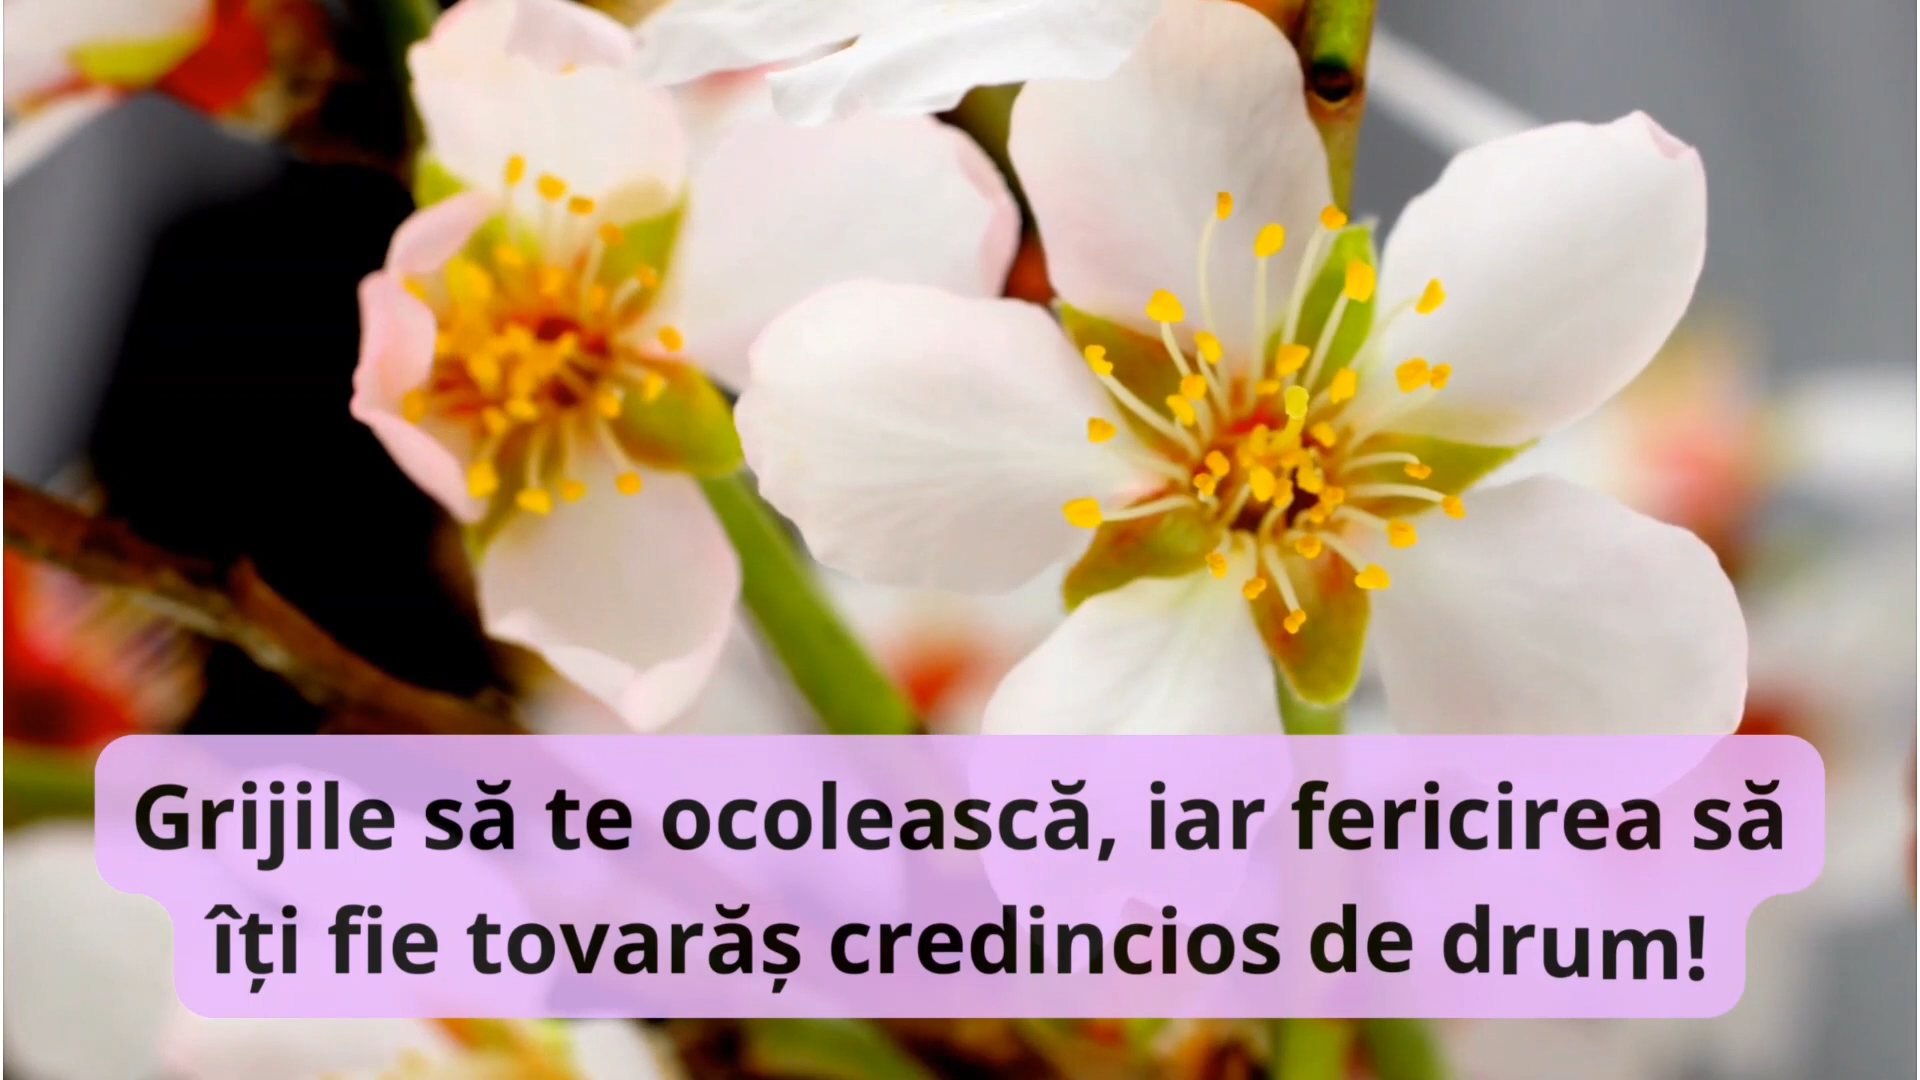 Grijile să te ocolească, iar fericirea să
îți fie tovarăș credincios de drum!